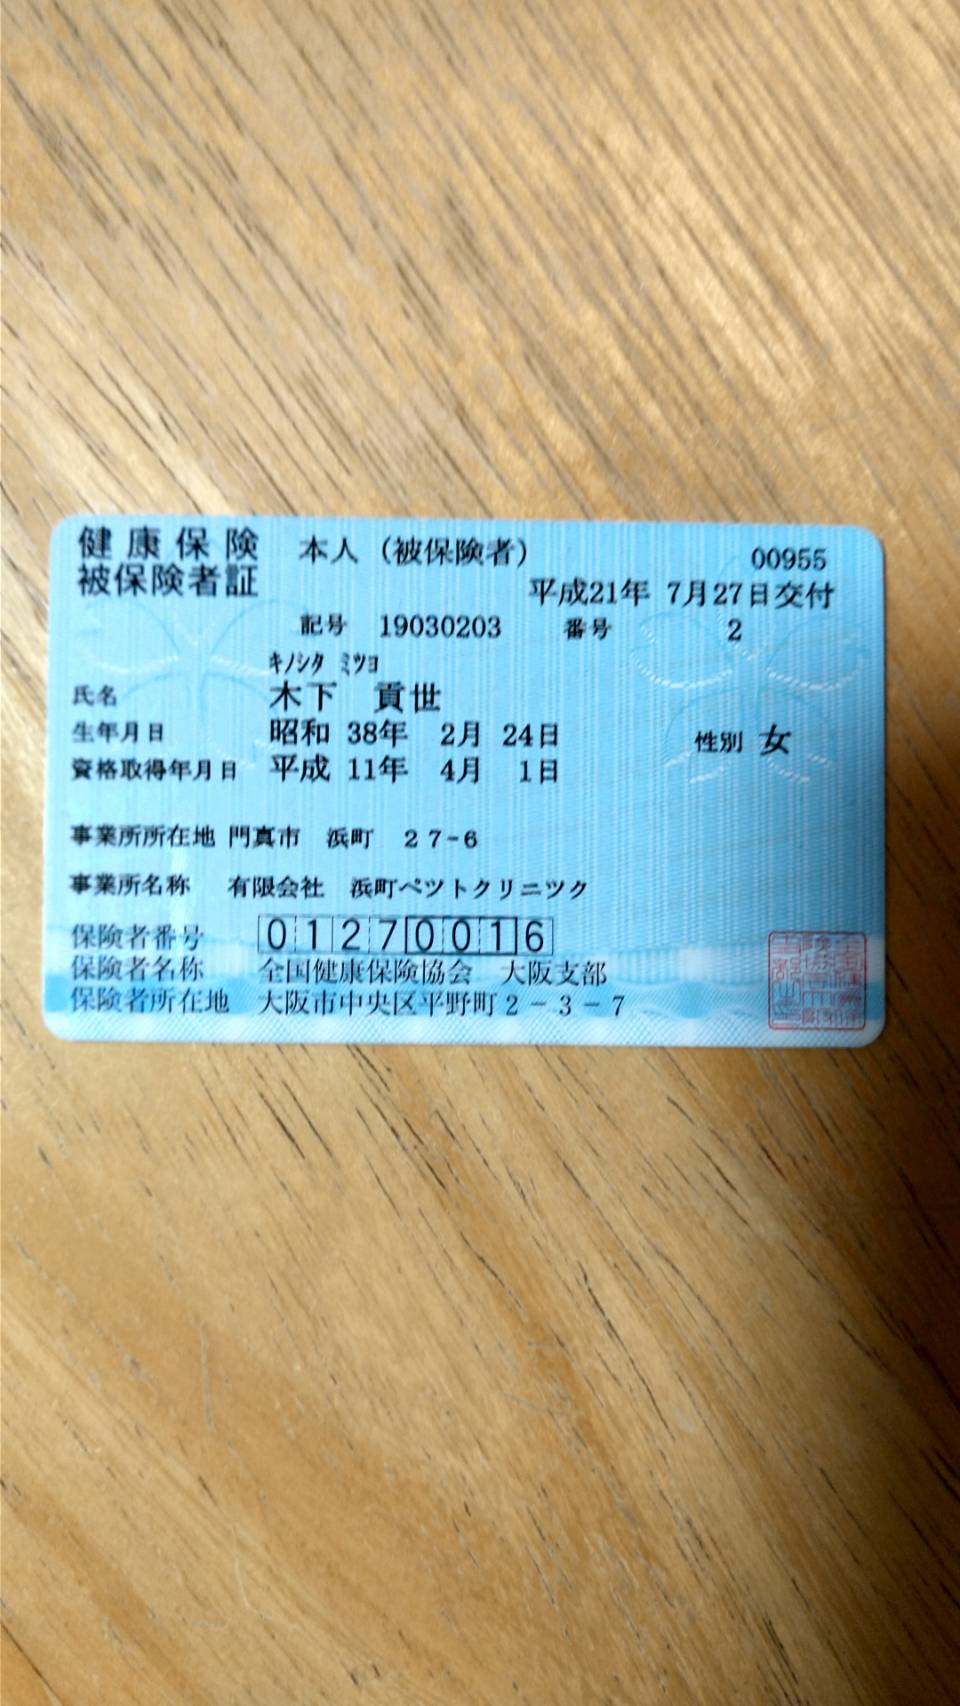 健康保険 本人（被保険者） 00955
被保険者証 平成21年 7月27日交付
記号 19030203 番号 2
ｷﾉｼﾀ ﾐﾂﾖ
氏名 木下 貢世
生年月日 昭和 38年 2月 24日 性別 女
資格取得年月日 平成 11年 4月 1日
事業所所在地 門真市 浜町 27-6
事業所名称 有限会社 浜町ペツトクリニツク
保険者番号 01270016
保険者名称 全国健康保険協会 大阪支部
保険者所在地 大阪市中央区平野町2-3-7